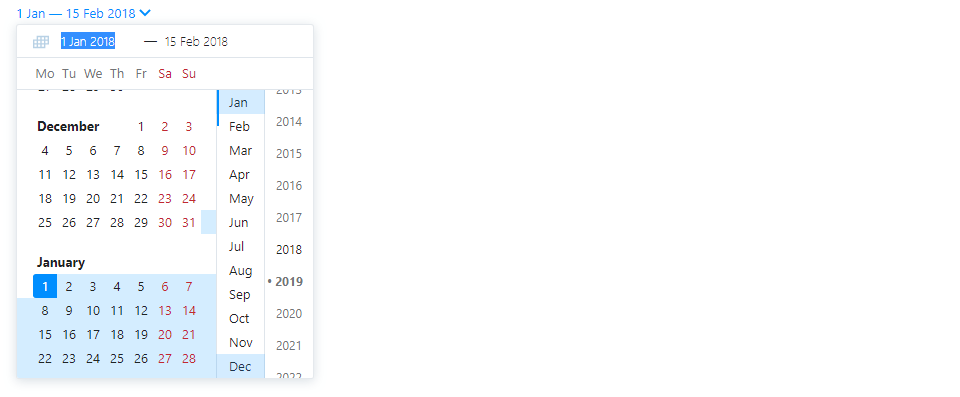 1 Jan — 15 Feb 2018
1 Jan 2018 — 15 Feb 2018
Mo Tu We Th Fr Sa Su
December 1 2 3
4 5 6 7 8 9 10
11 12 13 14 15 16 17
18 19 20 21 22 23 24
25 26 27 28 29 30 31
January
1 2 3 4 5 6 7
8 9 10 11 12 13 14
15 16 17 18 19 20 21
22 23 24 25 26 27 28
Jan
Feb
Mar
Apr
May
Jun
Jul
Aug
Sep
Oct
Nov
Dec
2013
2014
2015
2016
2017
2018
• 2019
2020
2021
2022